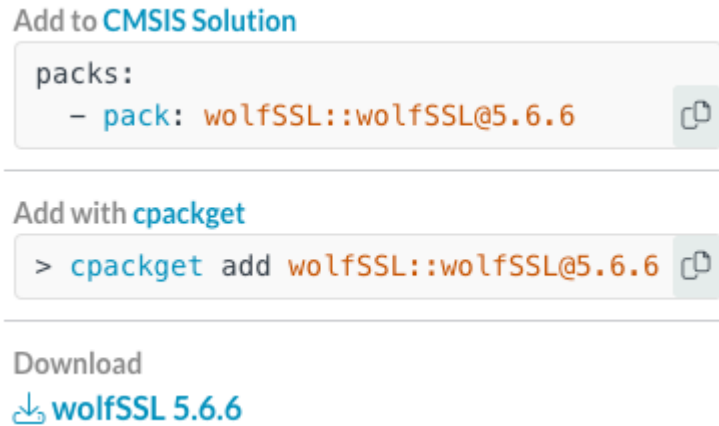 Add to CMSIS Solution
packs:
  - pack: wolfSSL::wolfSSL@5.6.6
Add with cpackget
> cpackget add wolfSSL::wolfSSL@5.6.6
Download
wolfSSL 5.6.6